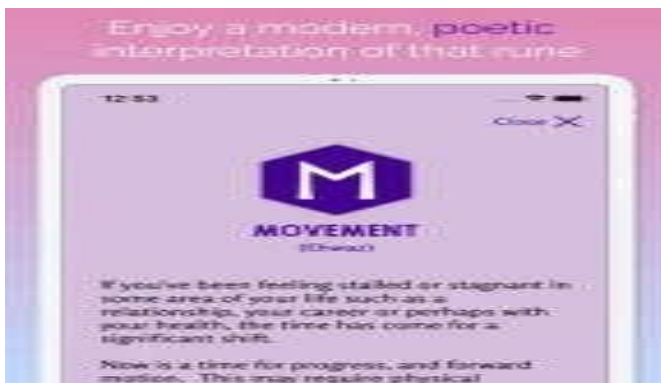 Enjoy a modern, poetic
interpretation of that rune
12:53
Close X
M
MOVEMENT
(Ehwaz)
If you've been feeling stalled or stagnant in
some area of your life such as a
relationship, your career or perhaps with
your health, the time has come for a
significant shift.
Now is a time for progress, and forward
motion. This may require physical